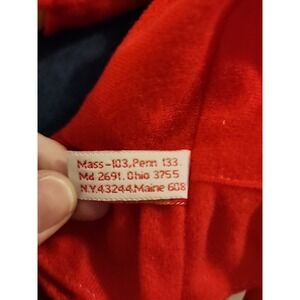 Mass-103,Penn 133
Md 2691.Ohio 3755
N.Y.43244.Maine 608